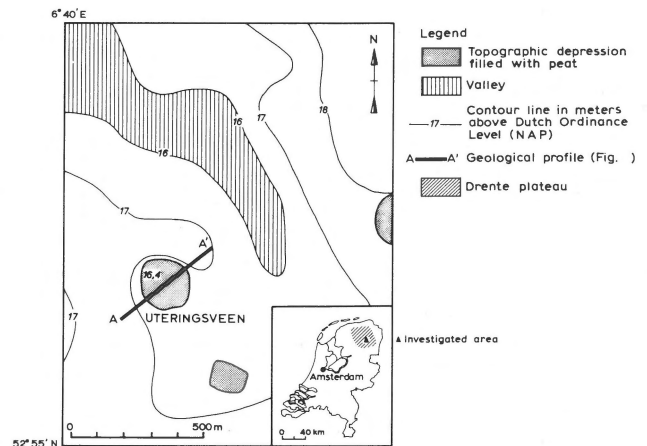 6° 40' E
N
18
17
16
16
17
A'
16,4
17
A
UTERINGSVEEN
52° 55' N
0 500 m
Amsterdam
0 40 km
▲ Investigated area
Legend
Topographic depression
filled with peat
Valley
17 Contour line in meters
above Dutch Ordinance
Level (NAP)
A A' Geological profile (Fig. )
Drente plateau